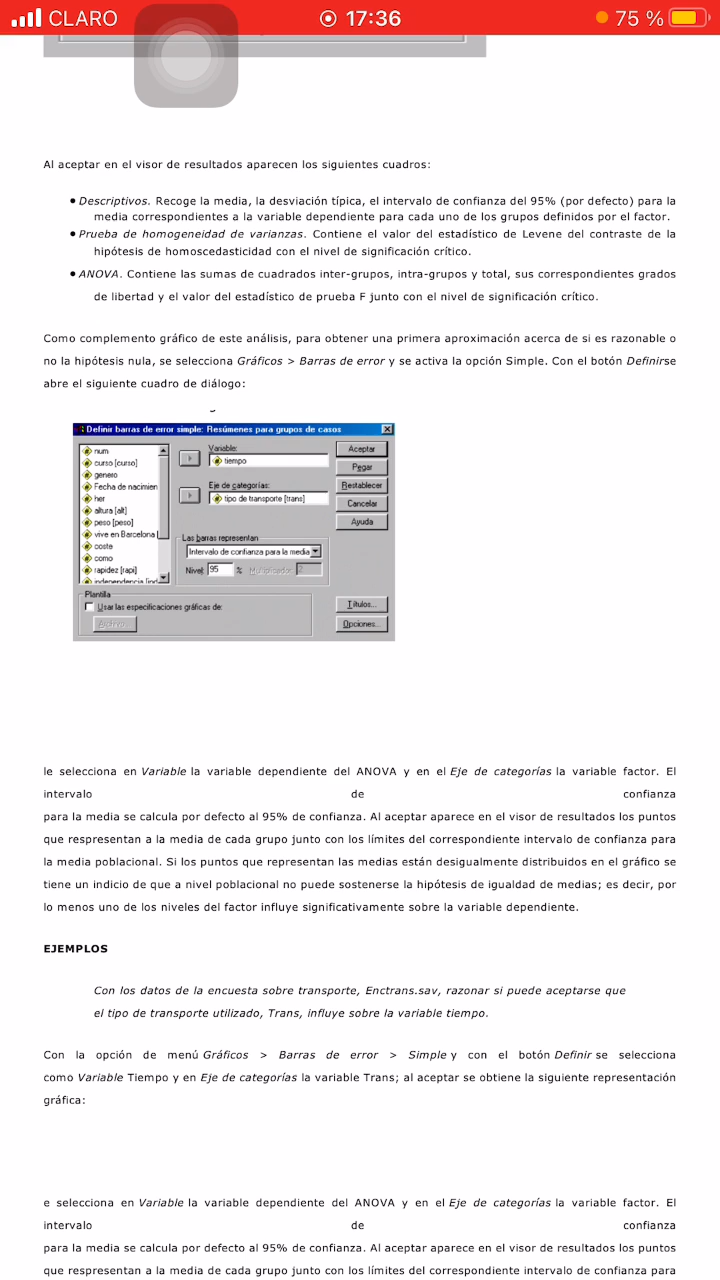 CLARO 17:36 75 %
Al aceptar en el visor de resultados aparecen los siguientes cuadros:
● Descriptivos. Recoge la media, la desviación típica, el intervalo de confianza del 95% (por defecto) para la
media correspondientes a la variable dependiente para cada uno de los grupos definidos por el factor.
● Prueba de homogeneidad de varianzas. Contiene el valor del estadístico de Levene del contraste de la
hipótesis de homoscedasticidad con el nivel de significación crítico.
● ANOVA. Contiene las sumas de cuadrados inter-grupos, intra-grupos y total, sus correspondientes grados
de libertad y el valor del estadístico de prueba F junto con el nivel de significación crítico.
Como complemento gráfico de este análisis, para obtener una primera aproximación acerca de si es razonable o
no la hipótesis nula, se selecciona Gráficos > Barras de error y se activa la opción Simple. Con el botón Definirse
abre el siguiente cuadro de diálogo:
Definir barras de error simple: Resúmenes para grupos de casos
num
curso [curso]
genero
Fecha de nacimien
her
altura [alt]
peso [peso]
vive en Barcelona [
coste
como
rapidez [rapi]
independencia [ind
Variable:
tiempo
Eje de categorías:
tipo de transporte [trans]
Las barras representan
Intervalo de confianza para la media
Nivel: 95 % Multiplicador: 2
Aceptar
Pegar
Restablecer
Cancelar
Ayuda
Plantilla
Usar las especificaciones gráficas de:
Archivo...
Títulos...
Opciones...
le selecciona en Variable la variable dependiente del ANOVA y en el Eje de categorías la variable factor. El
intervalo de confianza
para la media se calcula por defecto al 95% de confianza. Al aceptar aparece en el visor de resultados los puntos
que respresentan a la media de cada grupo junto con los límites del correspondiente intervalo de confianza para
la media poblacional. Si los puntos que representan las medias están desigualmente distribuidos en el gráfico se
tiene un indicio de que a nivel poblacional no puede sostenerse la hipótesis de igualdad de medias; es decir, por
lo menos uno de los niveles del factor influye significativamente sobre la variable dependiente.
EJEMPLOS
Con los datos de la encuesta sobre transporte, Enctrans.sav, razonar si puede aceptarse que
el tipo de transporte utilizado, Trans, influye sobre la variable tiempo.
Con la opción de menú Gráficos > Barras de error > Simple y con el botón Definir se selecciona
como Variable Tiempo y en Eje de categorías la variable Trans; al aceptar se obtiene la siguiente representación
gráfica:
e selecciona en Variable la variable dependiente del ANOVA y en el Eje de categorías la variable factor. El
intervalo de confianza
para la media se calcula por defecto al 95% de confianza. Al aceptar aparece en el visor de resultados los puntos
que respresentan a la media de cada grupo junto con los límites del correspondiente intervalo de confianza para